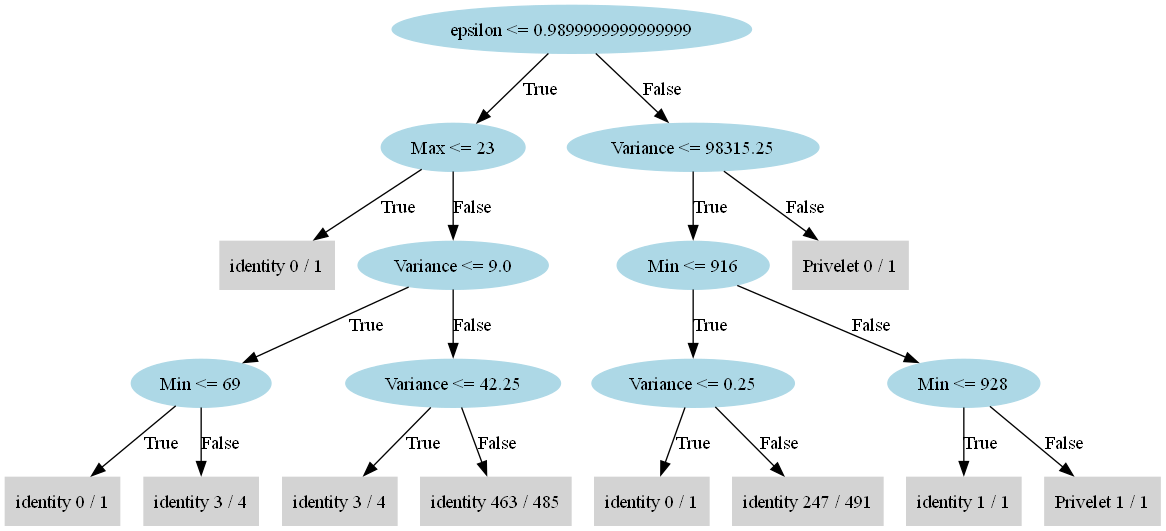 epsilon <= 0.9899999999999999
True
False
Max <= 23
Variance <= 98315.25
True
False
True
False
identity 0 / 1
Variance <= 9.0
Min <= 916
Privelet 0 / 1
True
False
True
False
Min <= 69
Variance <= 42.25
Variance <= 0.25
Min <= 928
True
False
True
False
True
False
True
False
identity 0 / 1
identity 3 / 4
identity 3 / 4
identity 463 / 485
identity 0 / 1
identity 247 / 491
identity 1 / 1
Privelet 1 / 1